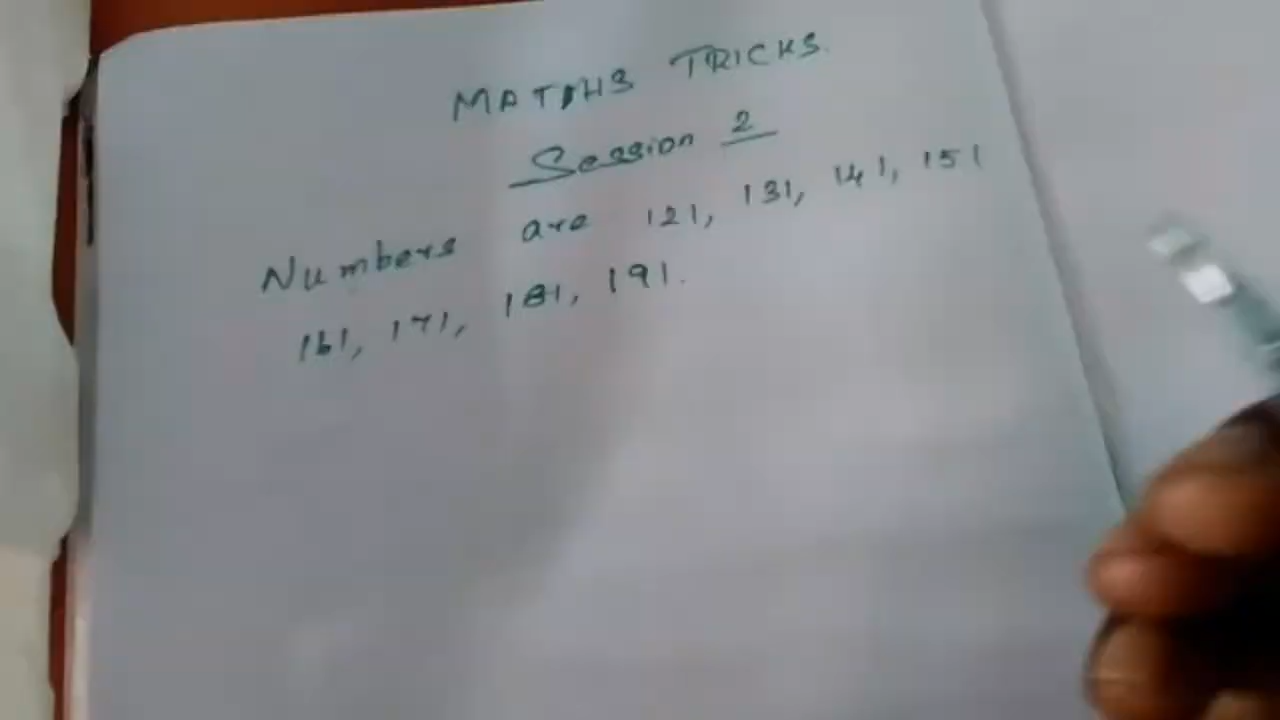 MATHS TRICKS.
Session 2
Numbers are 121, 131, 141, 151
161, 171, 181, 191.